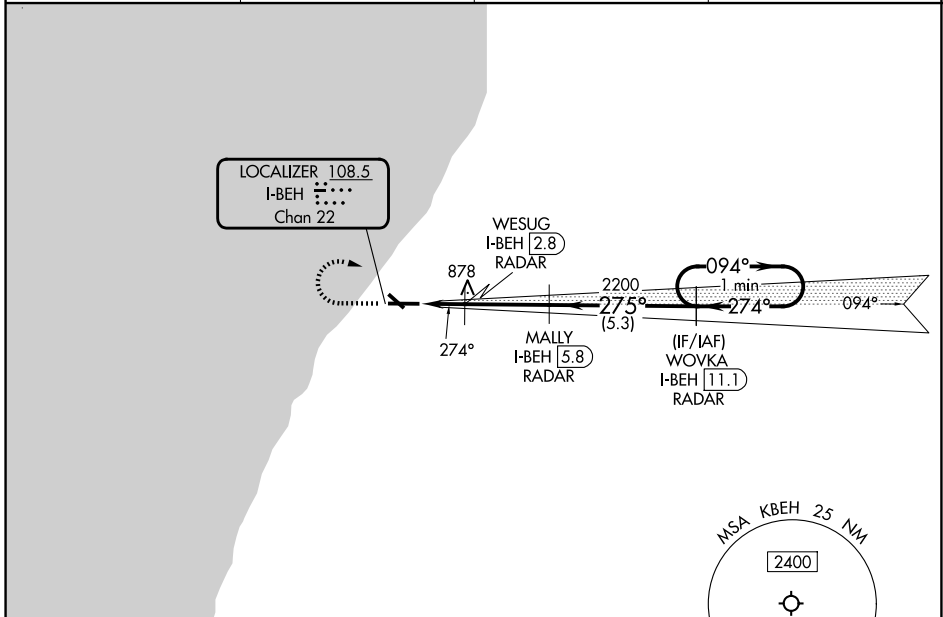 LOCALIZER 108.5
I-BEH
Chan 22
WESUG
I-BEH 2.8
RADAR
878
094°
2200
1 min
275°
274°
094°
(5.3)
274°
MALLY
I-BEH 5.8
RADAR
(IF/IAF)
WOVKA
I-BEH 11.1
RADAR
MSA KBEH 25 NM
2400